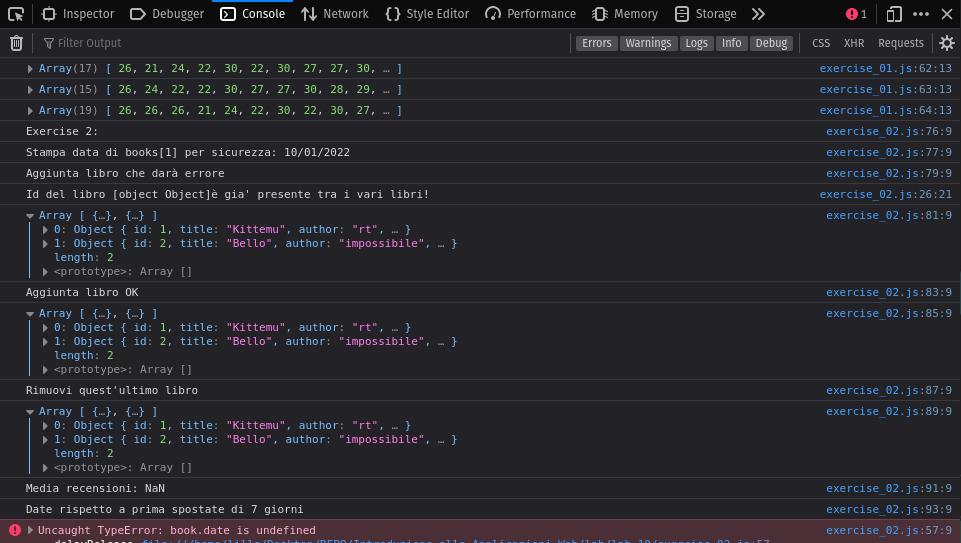 Inspector Debugger Console Network Style Editor Performance Memory Storage 1
Filter Output Errors Warnings Logs Info Debug CSS XHR Requests
Array(17) [ 26, 21, 24, 22, 30, 22, 30, 27, 27, 30, … ] exercise_01.js:62:13
Array(15) [ 26, 24, 22, 22, 30, 27, 27, 30, 28, 29, … ] exercise_01.js:63:13
Array(19) [ 26, 26, 26, 21, 24, 22, 30, 22, 30, 27, … ] exercise_01.js:64:13
Exercise 2: exercise_02.js:76:9
Stampa data di books[1] per sicurezza: 10/01/2022 exercise_02.js:77:9
Aggiunta libro che darà errore exercise_02.js:79:9
Id del libro [object Object]è gia' presente tra i vari libri! exercise_02.js:26:21
Array [ {…}, {…} ] exercise_02.js:81:9
0: Object { id: 1, title: "Kittemu", author: "rt", … }
1: Object { id: 2, title: "Bello", author: "impossibile", … }
length: 2
<prototype>: Array []
Aggiunta libro OK exercise_02.js:83:9
Array [ {…}, {…} ] exercise_02.js:85:9
0: Object { id: 1, title: "Kittemu", author: "rt", … }
1: Object { id: 2, title: "Bello", author: "impossibile", … }
length: 2
<prototype>: Array []
Rimuovi quest'ultimo libro exercise_02.js:87:9
Array [ {…}, {…} ] exercise_02.js:89:9
0: Object { id: 1, title: "Kittemu", author: "rt", … }
1: Object { id: 2, title: "Bello", author: "impossibile", … }
length: 2
<prototype>: Array []
Media recensioni: NaN exercise_02.js:91:9
Date rispetto a prima spostate di 7 giorni exercise_02.js:93:9
Uncaught TypeError: book.date is undefined exercise_02.js:57:9